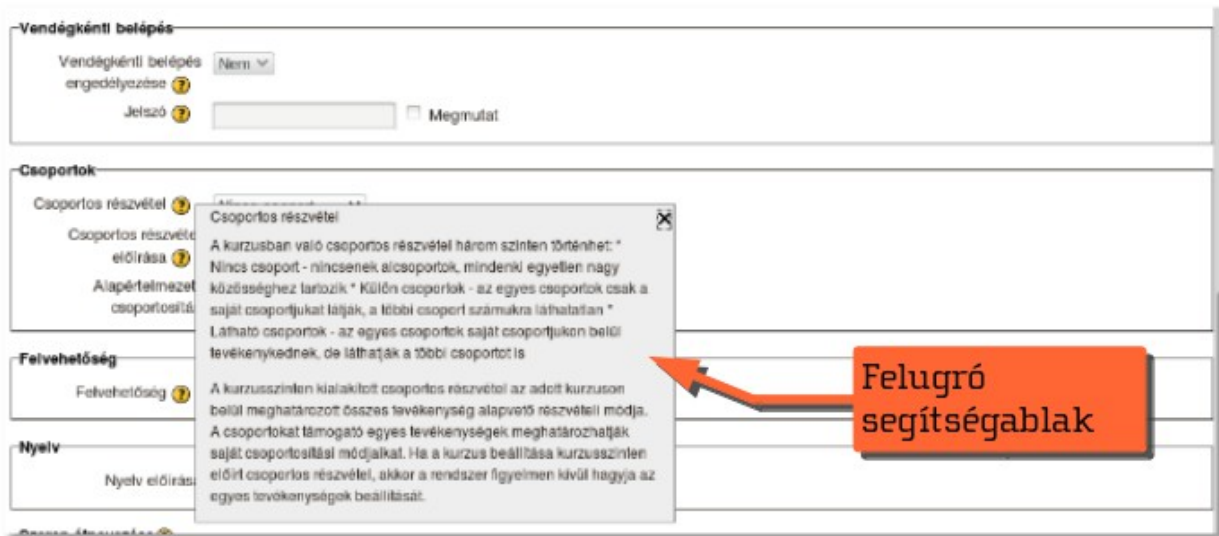 Vendégkénti belépés
Vendégkénti belépés engedélyezése
Nem
Jelszó
Megmutat
Csoportok
Csoportos részvétel
Csoportos részvéte
előírása
Alapértelmezet
csoportosítá
Csoportos részvétel
A kurzusban való csoportos részvétel három szinten történhet: *
Nincs csoport - nincsenek alcsoportok, mindenki egyetlen nagy
közösséghez tartozik * Külön csoportok - az egyes csoportok csak a
saját csoportjukat látják, a többi csoport számukra láthatatlan *
Látható csoportok - az egyes csoportok saját csoportjukon belül
tevékenykednek, de láthatják a többi csoportot is
A kurzusszinten kialakított csoportos részvétel az adott kurzuson
belül meghatározott összes tevékenység alapvető részvételi módja.
A csoportokat támogató egyes tevékenységek meghatározhatják
saját csoportosítási módjaikat. Ha a kurzus beállítása kurzusszinten
előírt csoportos részvétel, akkor a rendszer figyelmen kívül hagyja az
egyes tevékenységek beállítását.
Felvehetőség
Felvehetőség
Nyelv
Nyelv előírás
Felugró
segítségablak